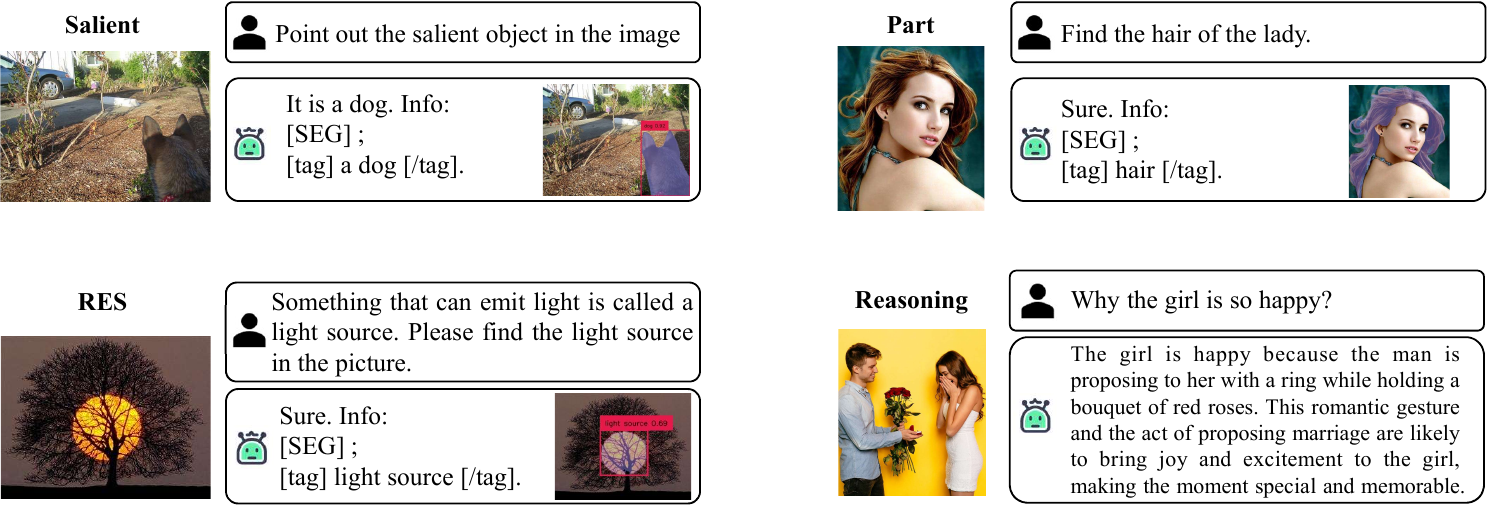 Salient
Point out the salient object in the image
It is a dog. Info:
[SEG] ;
[tag] a dog [/tag].
dog 0.92
Part
Find the hair of the lady.
Sure. Info:
[SEG] ;
[tag] hair [/tag].
RES
Something that can emit light is called a
light source. Please find the light source
in the picture.
Sure. Info:
[SEG] ;
[tag] light source [/tag].
light source 0.69
Reasoning
Why the girl is so happy?
The girl is happy because the man is
proposing to her with a ring while holding a
bouquet of red roses. This romantic gesture
and the act of proposing marriage are likely
to bring joy and excitement to the girl,
making the moment special and memorable.